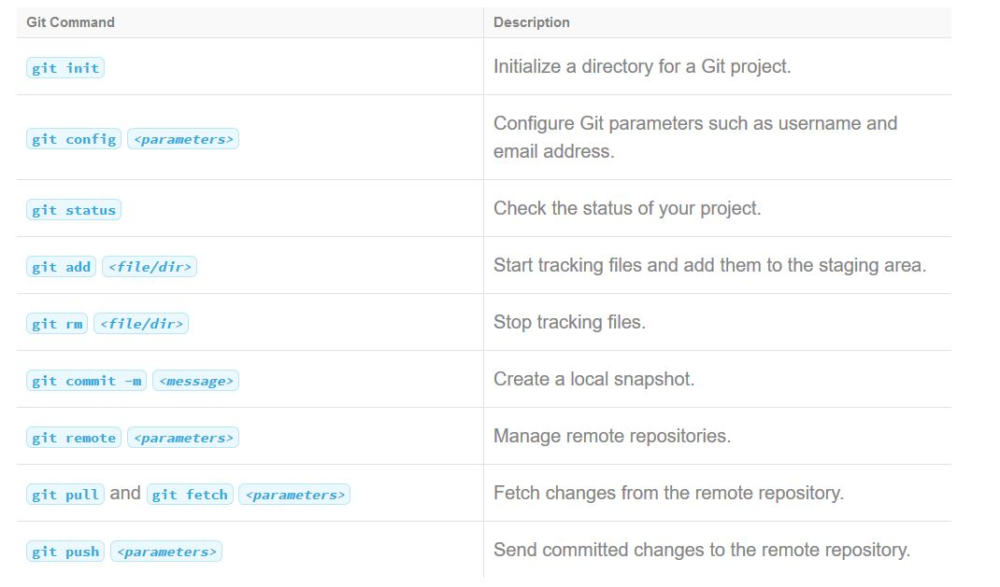 Git Command Description
git init Initialize a directory for a Git project.
git config <parameters> Configure Git parameters such as username and
email address.
git status Check the status of your project.
git add <file/dir> Start tracking files and add them to the staging area.
git rm <file/dir> Stop tracking files.
git commit -m <message> Create a local snapshot.
git remote <parameters> Manage remote repositories.
git pull and git fetch <parameters> Fetch changes from the remote repository.
git push <parameters> Send committed changes to the remote repository.